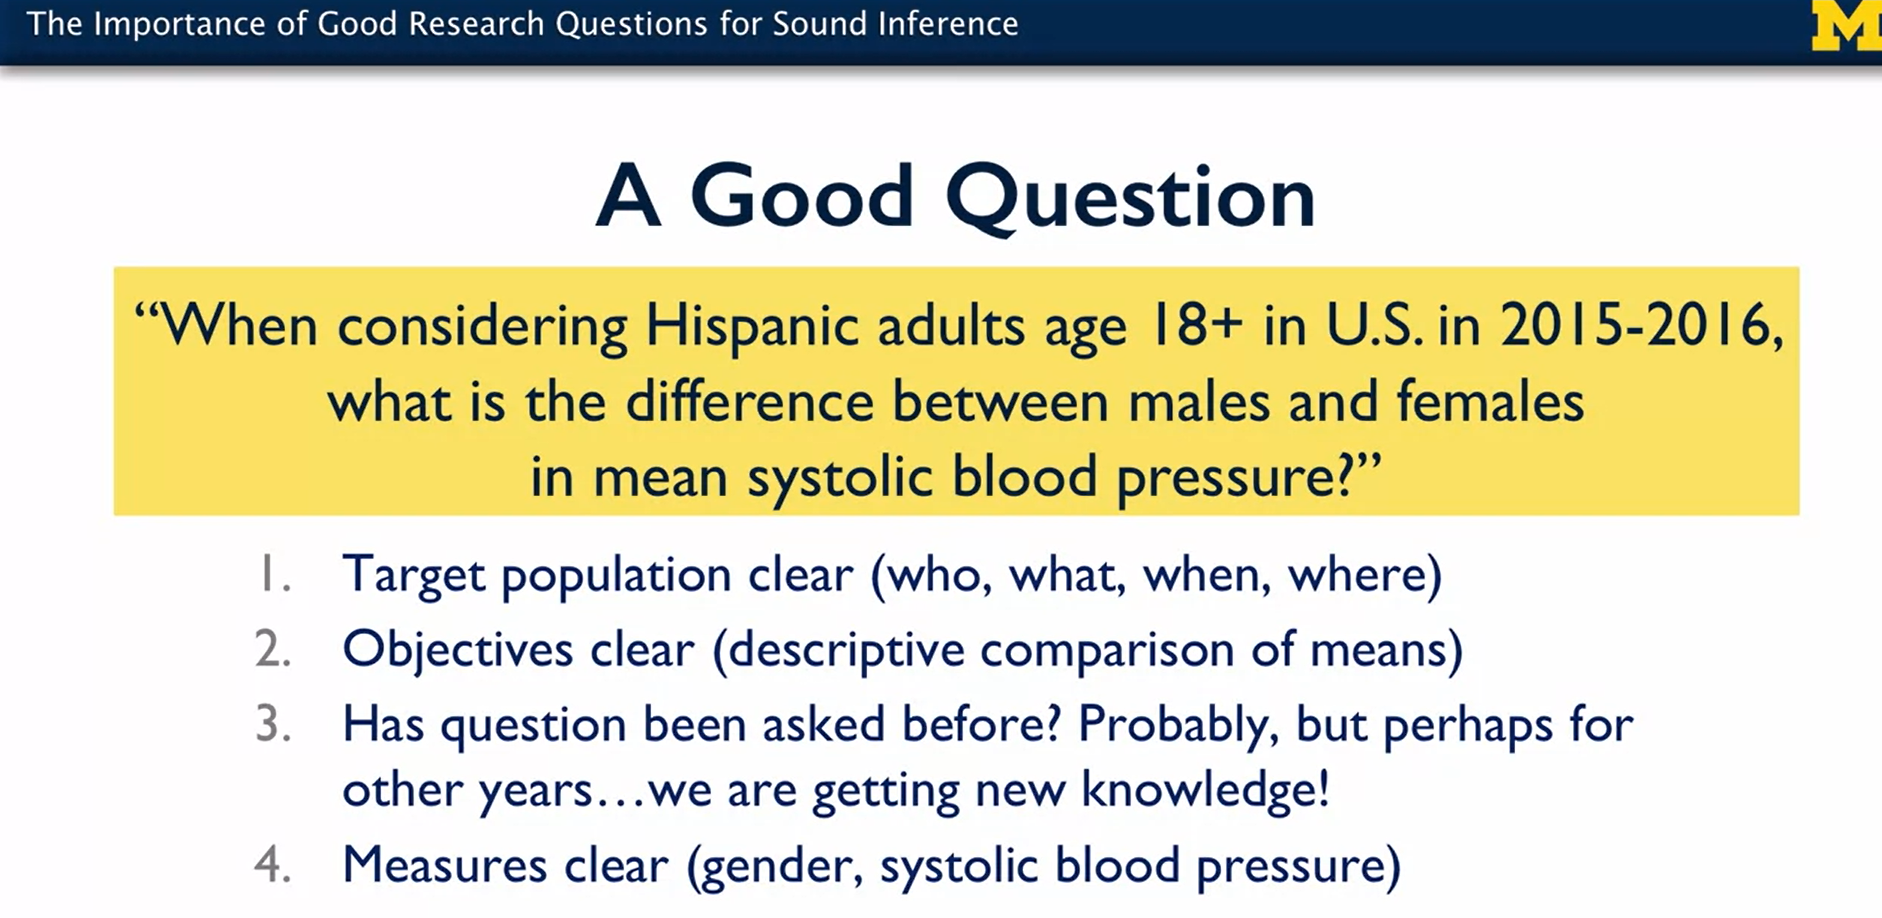 The Importance of Good Research Questions for Sound Inference
M
A Good Question
“When considering Hispanic adults age 18+ in U.S. in 2015-2016,
what is the difference between males and females
in mean systolic blood pressure?”
1. Target population clear (who, what, when, where)
2. Objectives clear (descriptive comparison of means)
3. Has question been asked before? Probably, but perhaps for
other years…we are getting new knowledge!
4. Measures clear (gender, systolic blood pressure)